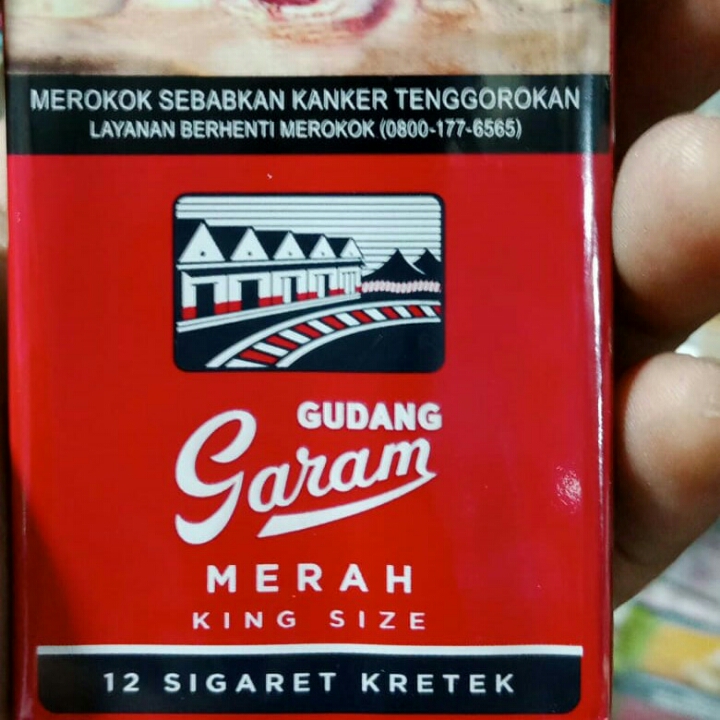 MEROKOK SEBABKAN KANKER TENGGOROKAN
LAYANAN BERHENTI MEROKOK (0800-177-6565)
GUDANG
Garam
MERAH
KING SIZE
12 SIGARET KRETEK